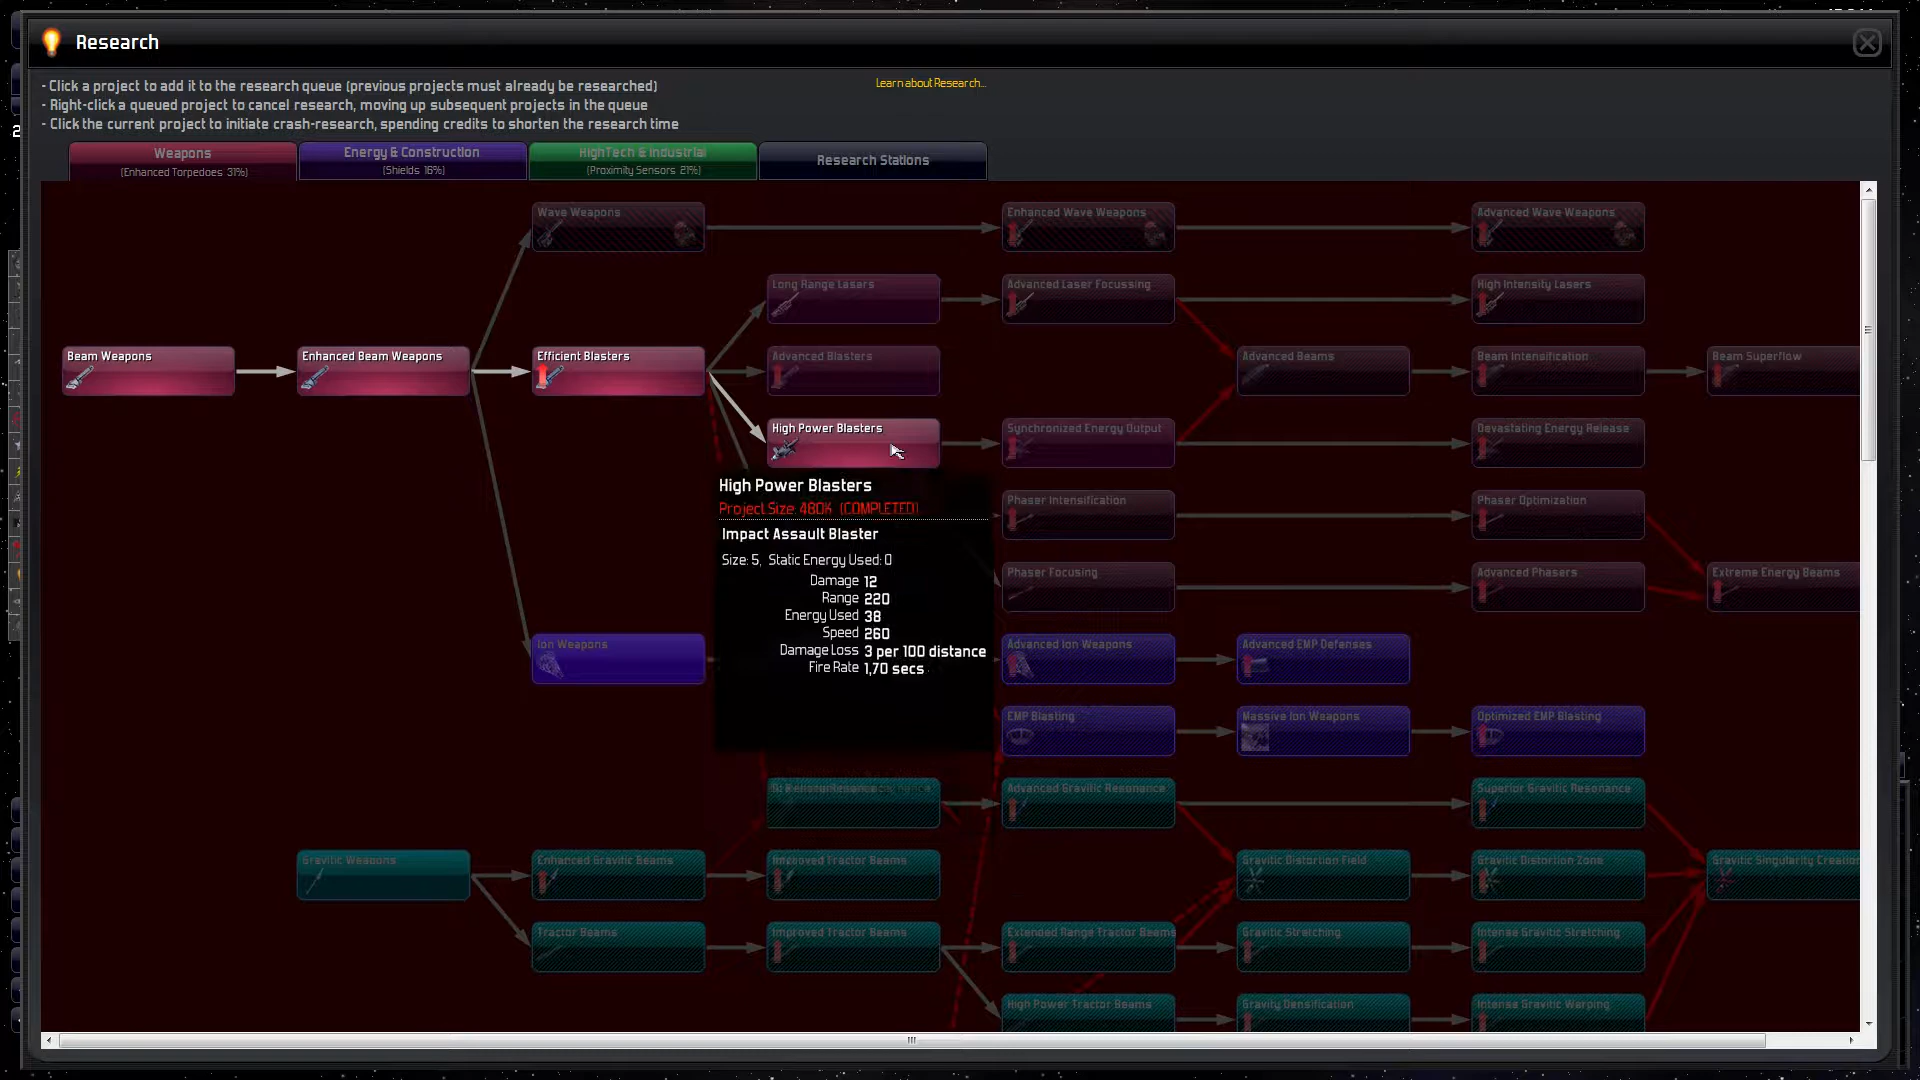 Research
- Click a project to add it to the research queue (previous projects must already be researched)
- Right-click a queued project to cancel research, moving up subsequent projects in the queue
- Click the current project to initiate crash-research, spending credits to shorten the research time
Learn about Research...
Weapons
(Enhanced Torpedoes 31%)
Energy & Construction
(Shields 16%)
HighTech & Industrial
(Proximity Sensors 21%)
Research Stations
Wave Weapons
Enhanced Wave Weapons
Advanced Wave Weapons
Long Range Lasers
Advanced Laser Focussing
High Intensity Lasers
Beam Weapons
Enhanced Beam Weapons
Efficient Blasters
Advanced Blasters
Advanced Beams
Beam Intensification
Beam Superflow
High Power Blasters
Synchronized Energy Output
Devastating Energy Release
High Power Blasters
Project Size: 480K (COMPLETED)
Impact Assault Blaster
Size: 5, Static Energy Used: 0
Damage 12
Range 220
Energy Used 38
Speed 260
Damage Loss 3 per 100 distance
Fire Rate 1,70 secs
Phaser Intensification
Phaser Optimization
Phaser Focusing
Advanced Phasers
Extreme Energy Beams
Ion Weapons
Advanced Ion Weapons
Advanced EMP Defenses
EMP Blasting
Massive Ion Weapons
Optimized EMP Blasting
Advanced Gravitic Resonance
Superior Gravitic Resonance
Gravitic Weapons
Enhanced Gravitic Beams
Improved Tractor Beams
Gravitic Distortion Field
Gravitic Distortion Zone
Gravitic Singularity Creation
Tractor Beams
Improved Tractor Beams
Extended Range Tractor Beams
Gravitic Stretching
Intense Gravitic Stretching
High Power Tractor Beams
Gravity Densification
Intense Gravitic Warping